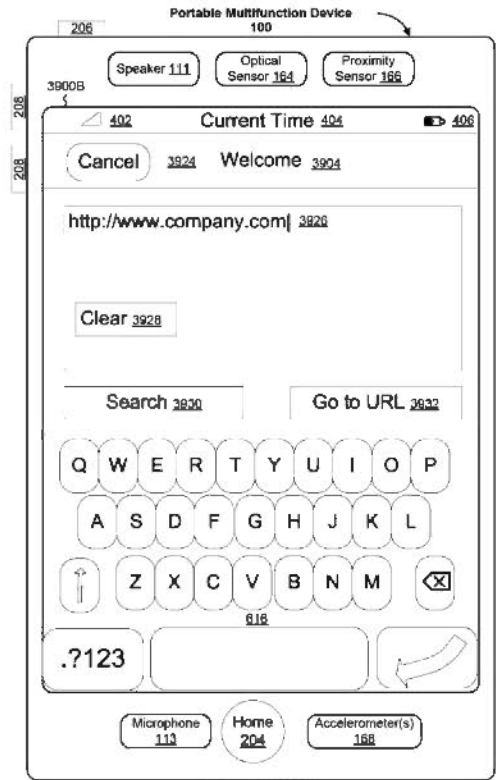 Portable Multifunction Device
100
206
Speaker 111
Optical
Sensor 164
Proximity
Sensor 166
3900B
208
402 Current Time 404 406
208
Cancel 3924 Welcome 3904
http://www.company.com 3926
Clear 3928
Search 3930 Go to URL 3932
Q W E R T Y U I O P
A S D F G H J K L
Z X C V B N M
616
.?123
Microphone
113
Home
204
Accelerometer(s)
168